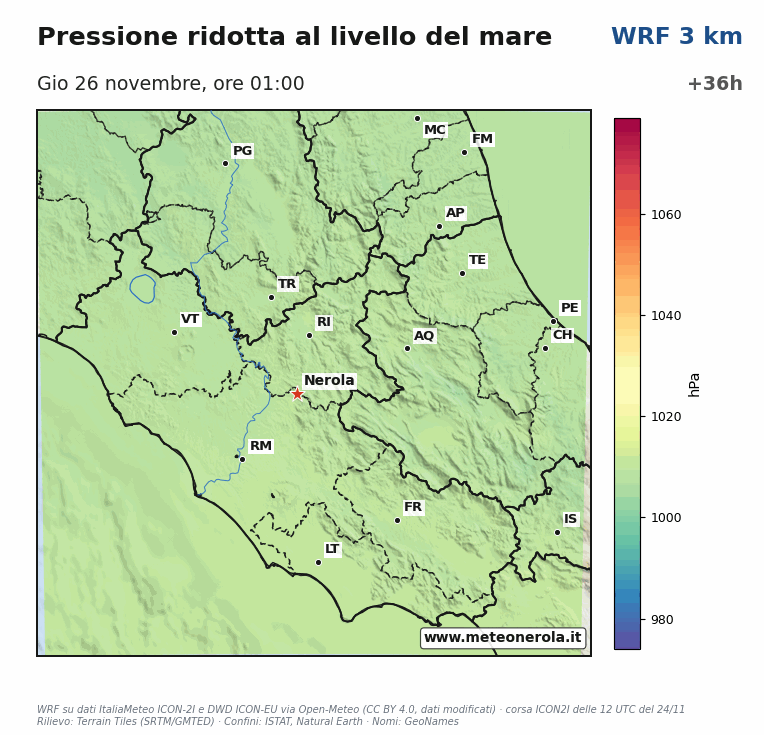 Pressione ridotta al livello del mare
WRF 3 km
Gio 26 novembre, ore 01:00
+36h
MC
FM
PG
AP
TE
TR
PE
VT
RI
CH
AQ
Nerola
RM
FR
IS
LT
www.meteonerola.it
1060
1040
1020
1000
980
hPa
WRF su dati ItaliaMeteo ICON-2I e DWD ICON-EU via Open-Meteo (CC BY 4.0, dati modificati) · corsa ICON2I delle 12 UTC del 24/11
Rilievo: Terrain Tiles (SRTM/GMTED) · Confini: ISTAT, Natural Earth · Nomi: GeoNames